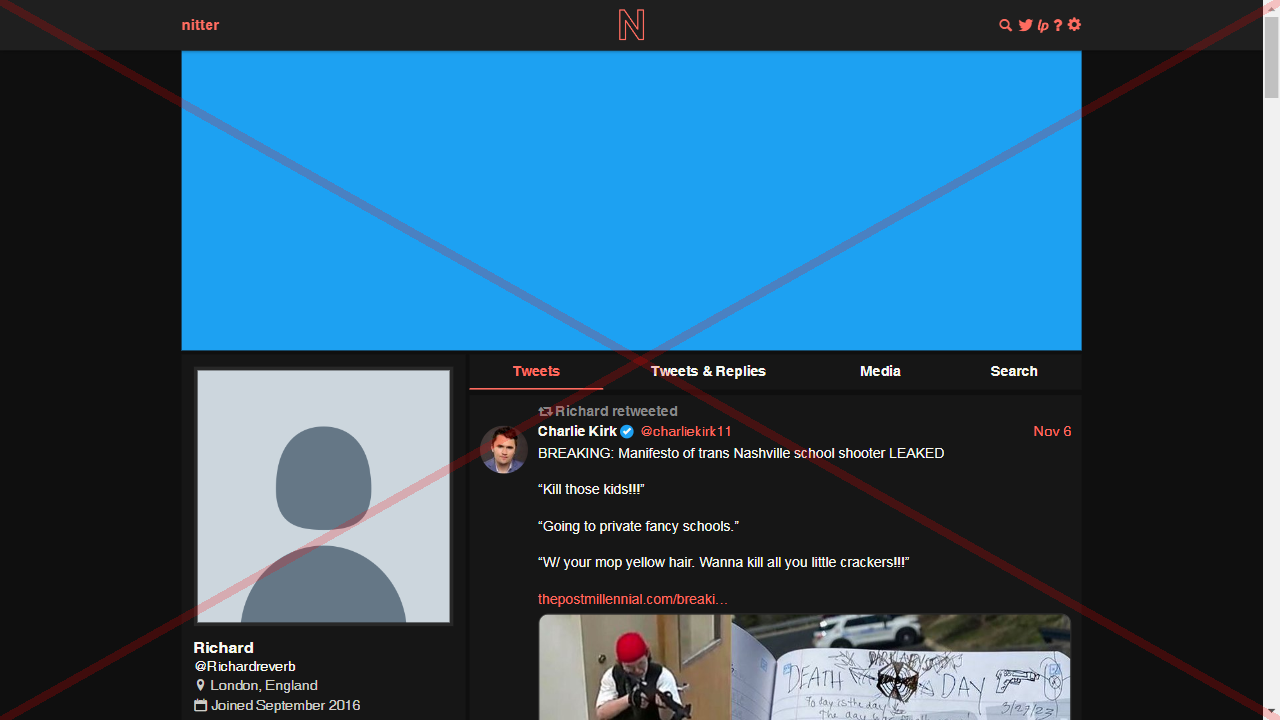 nitter
N
lp ?
Tweets
Tweets & Replies
Media
Search
Richard retweeted
Charlie Kirk @charliekirk11
Nov 6
BREAKING: Manifesto of trans Nashville school shooter LEAKED
“Kill those kids!!!”
“Going to private fancy schools.”
“W/ your mop yellow hair. Wanna kill all you little crackers!!!”
thepostmillennial.com/breaki…
DEATH
DAY
3/27/23
Today is the day
The day
Richard
@Richardreverb
London, England
Joined September 2016